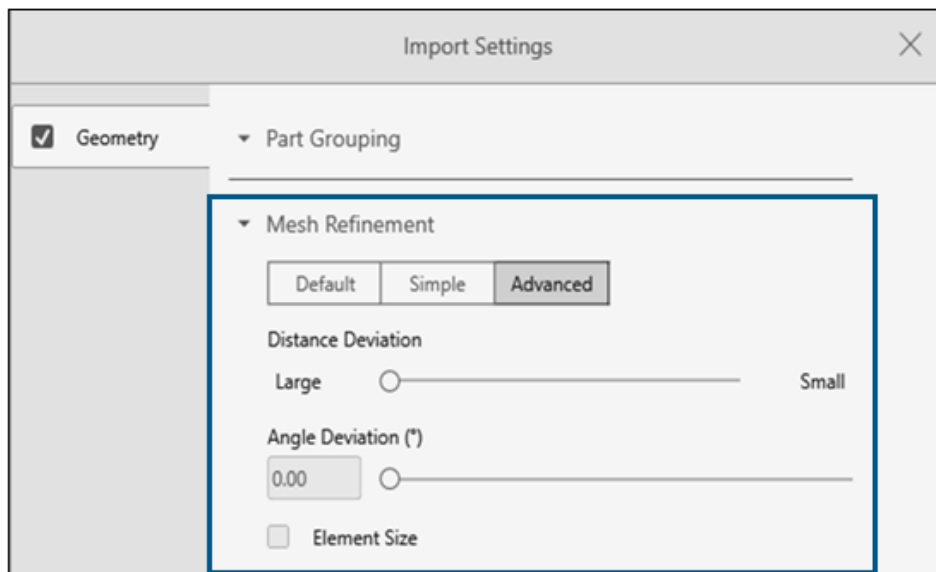 Import Settings
Geometry
Part Grouping
Mesh Refinement
Default Simple Advanced
Distance Deviation
Large Small
Angle Deviation (°)
0.00
Element Size